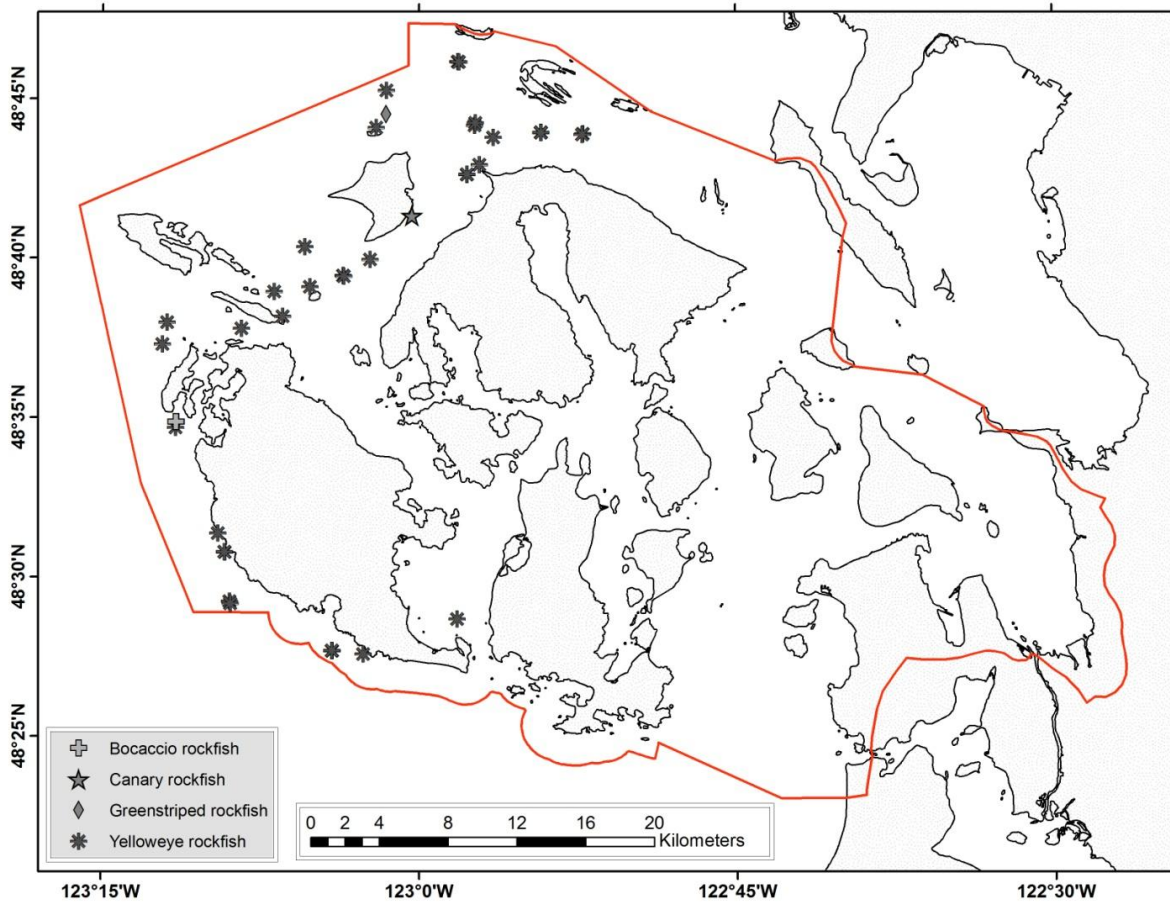 48°45'N
48°40'N
48°35'N
48°30'N
48°25'N
Bocaccio rockfish
Canary rockfish
Greenstriped rockfish
Yelloweye rockfish
0 2 4 8 12 16 20
Kilometers
123°15'W 123°0'W 122°45'W 122°30'W